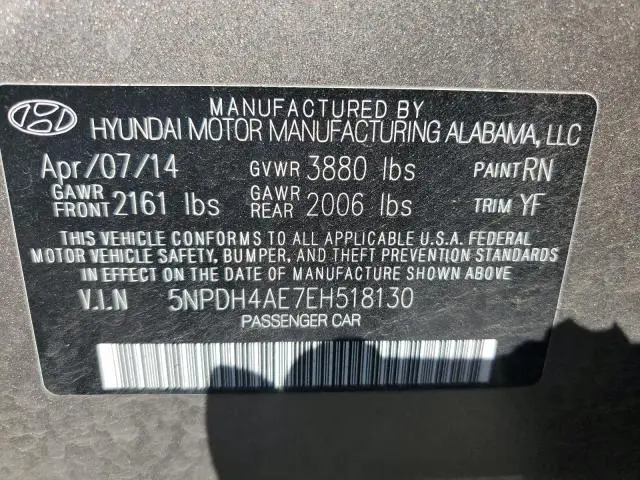 MANUFACTURED BY
HYUNDAI MOTOR MANUFACTURING ALABAMA, LLC
Apr/07/14 GVWR 3880 lbs PAINT RN
GAWR FRONT 2161 lbs GAWR REAR 2006 lbs TRIM YF
THIS VEHICLE CONFORMS TO ALL APPLICABLE U.S.A. FEDERAL
MOTOR VEHICLE SAFETY, BUMPER, AND THEFT PREVENTION STANDARDS
IN EFFECT ON THE DATE OF MANUFACTURE SHOWN ABOVE
V.I.N 5NPDH4AE7EH518130
PASSENGER CAR